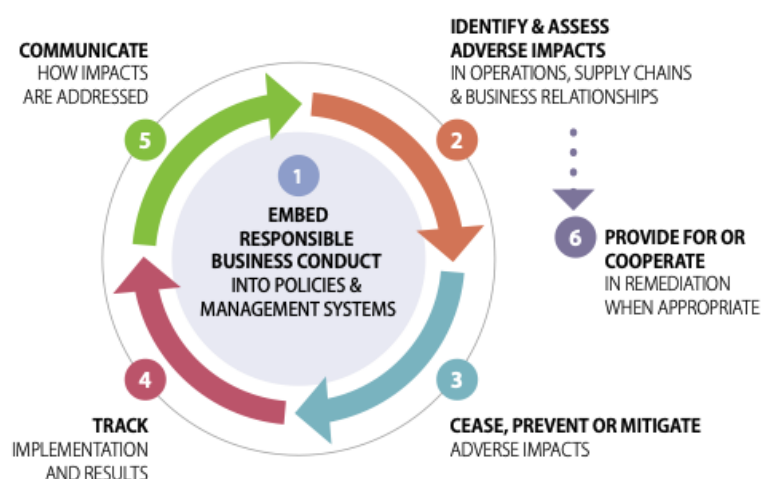 1
EMBED
RESPONSIBLE
BUSINESS CONDUCT
INTO POLICIES &
MANAGEMENT SYSTEMS
2
IDENTIFY & ASSESS
ADVERSE IMPACTS
IN OPERATIONS, SUPPLY CHAINS
& BUSINESS RELATIONSHIPS
3
CEASE, PREVENT OR MITIGATE
ADVERSE IMPACTS
4
TRACK
IMPLEMENTATION
AND RESULTS
5
COMMUNICATE
HOW IMPACTS
ARE ADDRESSED
6
PROVIDE FOR OR
COOPERATE
IN REMEDIATION
WHEN APPROPRIATE